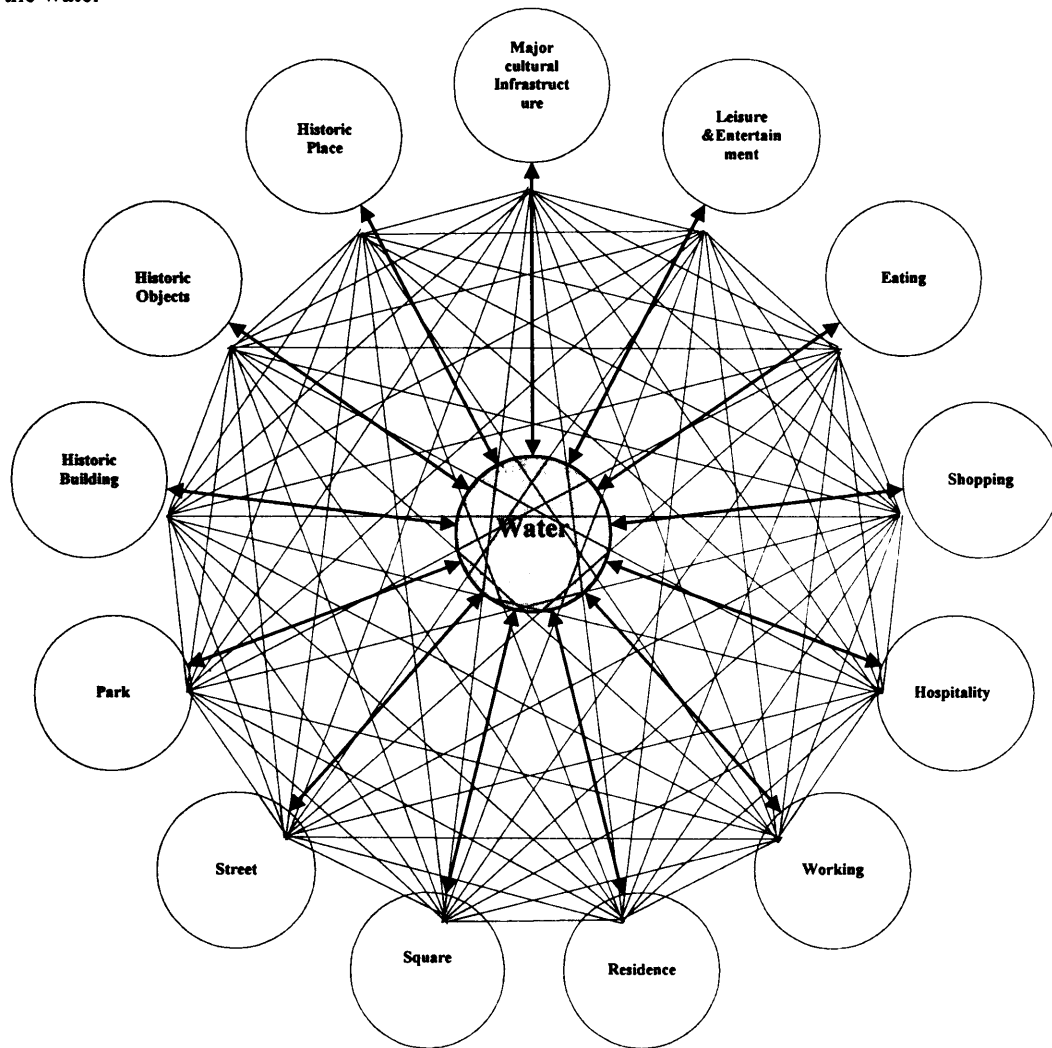 the Water
Major
cultural
Infrastruct
ure
Leisure
&Entertain
ment
Historic
Place
Historic
Objects
Eating
Historic
Building
Shopping
Water
Park
Hospitality
Street
Working
Square
Residence